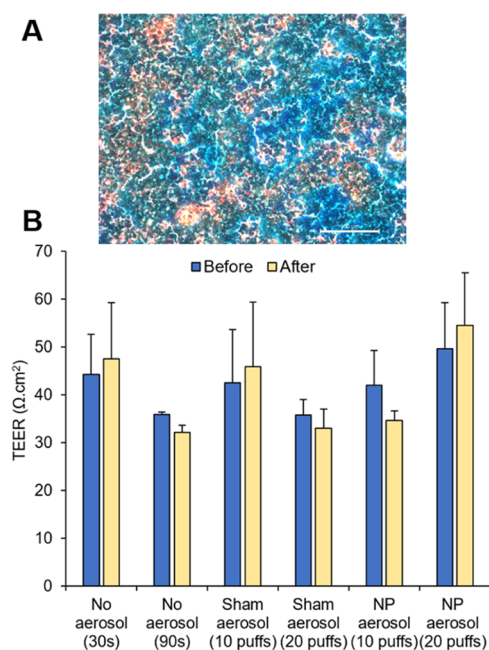 A
B
70
60
50
40
30
20
10
0
TEER (Ω.cm²)
Before After
No aerosol (30s)
No aerosol (90s)
Sham aerosol (10 puffs)
Sham aerosol (20 puffs)
NP aerosol (10 puffs)
NP aerosol (20 puffs)